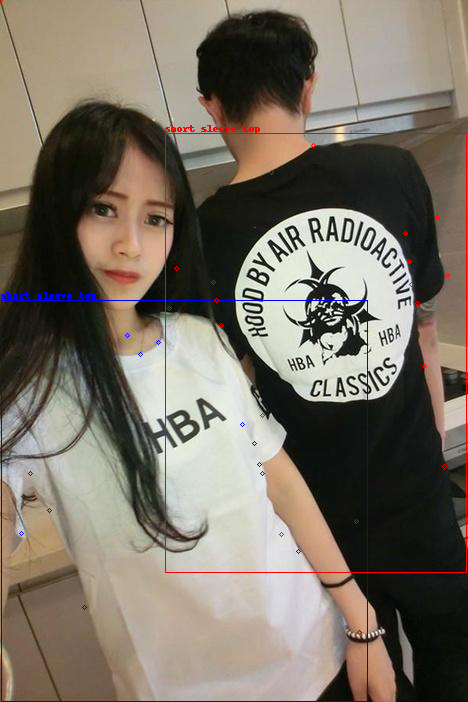 short sleeve top
HOOD BY AIR RADIOACTIVE
HBA HBA
CLASSICS
short sleeve top
HBA